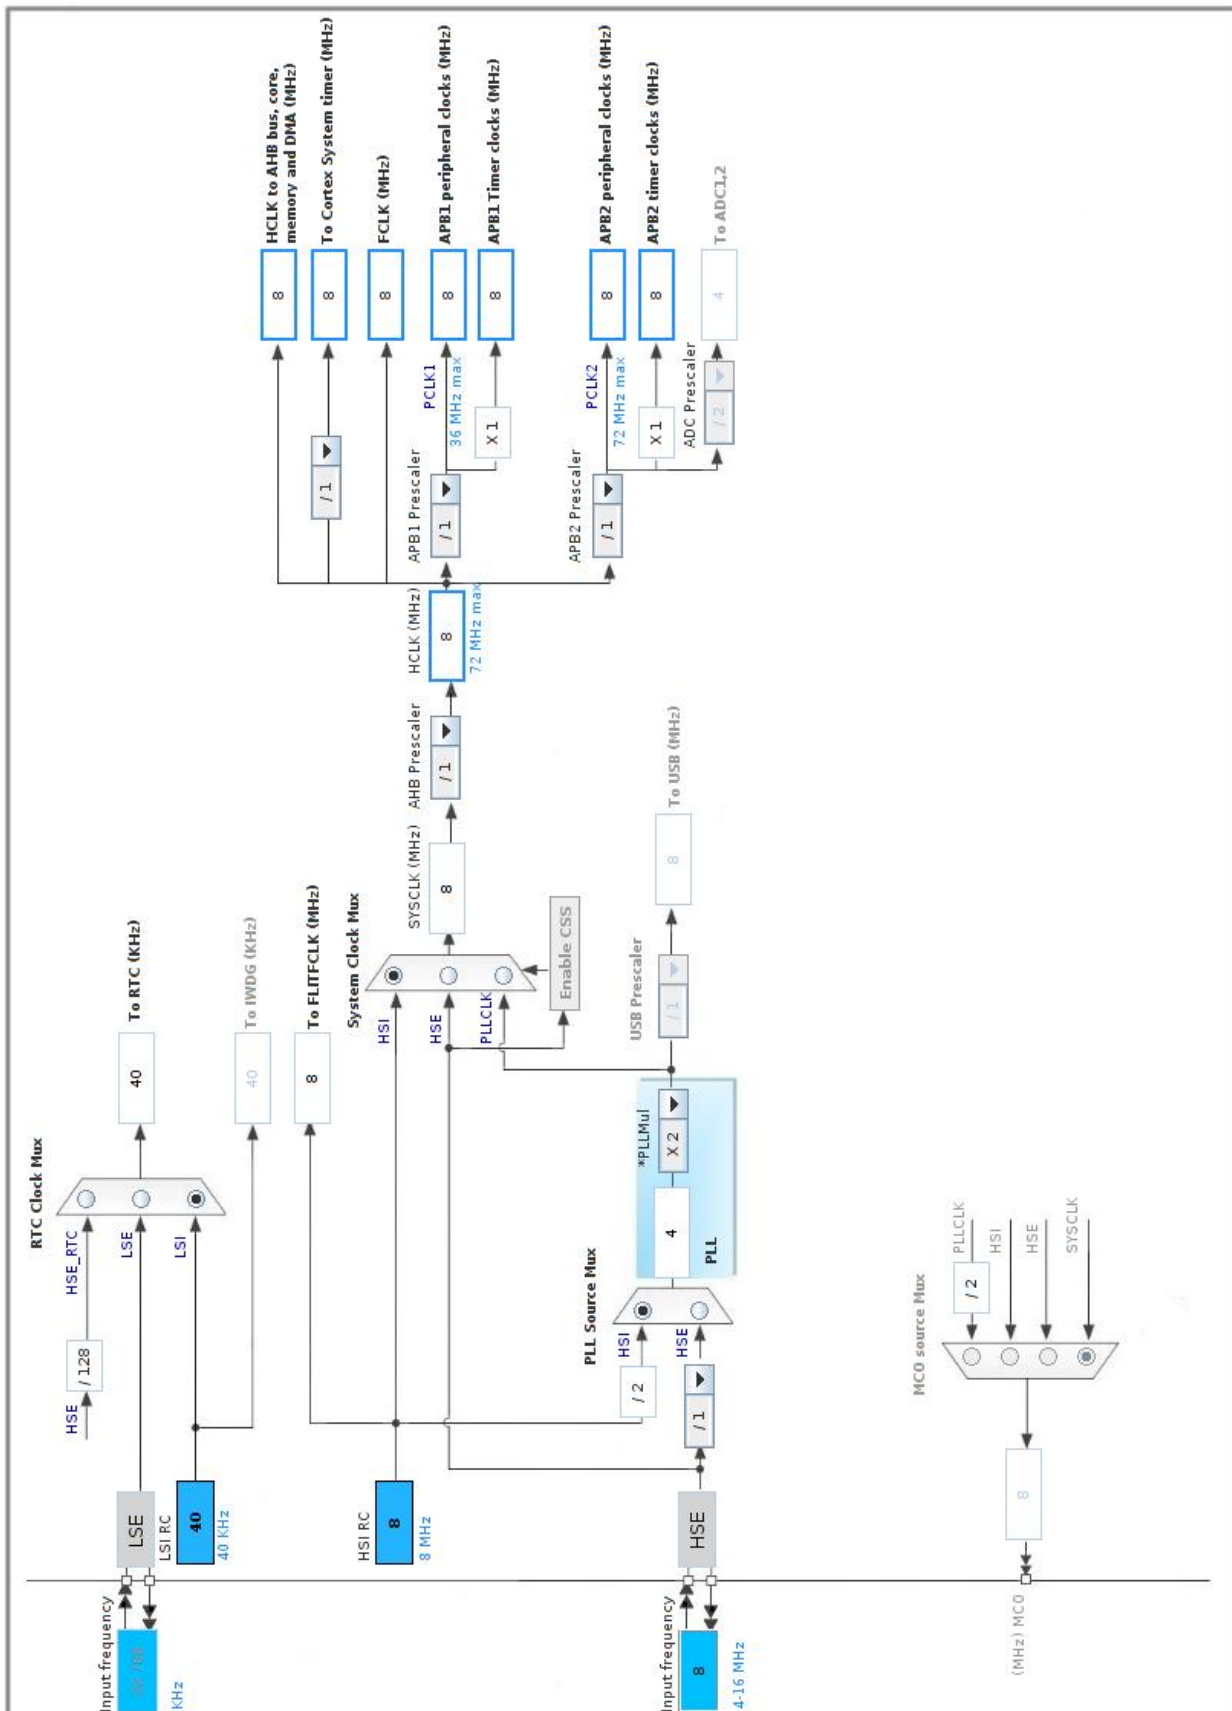 Input frequency
32.768
KHz
LSE
LSI RC
40
40 KHz
HSE
/ 128
HSE_RTC
LSE
LSI
RTC Clock Mux
40
To RTC (KHz)
40
To IWDG (KHz)
HSI RC
8
8 MHz
8
To FLITFCLK (MHz)
Input frequency
8
4-16 MHz
HSE
/ 1
/ 2
HSI
HSE
PLL Source Mux
4
*PLLMul
X 2
PLL
USB Prescaler
/ 1
8
To USB (MHz)
System Clock Mux
HSI
HSE
PLLCLK
Enable CSS
SYSCLK (MHz)
8
AHB Prescaler
/ 1
HCLK (MHz)
8
72 MHz max
/ 1
8
HCLK to AHB bus, core,
memory and DMA (MHz)
8
To Cortex System timer (MHz)
8
FCLK (MHz)
APB1 Prescaler
/ 1
PCLK1
36 MHz max
8
APB1 peripheral clocks (MHz)
X 1
8
APB1 Timer clocks (MHz)
APB2 Prescaler
/ 1
PCLK2
72 MHz max
8
APB2 peripheral clocks (MHz)
X 1
8
APB2 timer clocks (MHz)
ADC Prescaler
/ 2
4
To ADC1,2
(MHz) MCO
8
MCO source Mux
/ 2
PLLCLK
HSI
HSE
SYSCLK